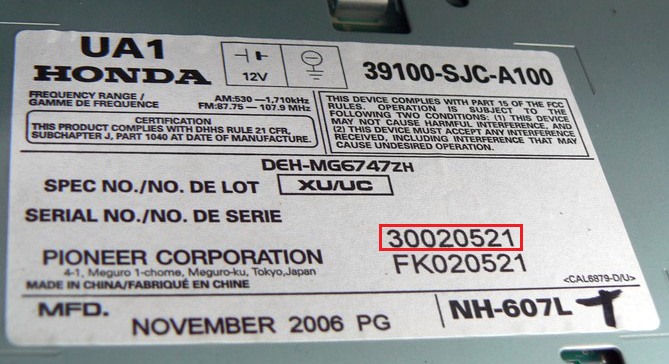 UA1
HONDA
12V
39100-SJC-A100
FREQUENCY RANGE /
GAMME DE FREQUENCE
AM:530 —1,710kHz
FM:87.75 — 107.9 MHz
CERTIFICATION
THIS PRODUCT COMPLIES WITH DHHS RULE 21 CFR,
SUBCHAPTER J, PART 1040 AT DATE OF MANUFACTURE.
THIS DEVICE COMPLIES WITH PART 15 OF THE FCC
RULES. OPERATION IS SUBJECT TO THE
FOLLOWING TWO CONDITIONS: (1) THIS DEVICE
MAY NOT CAUSE HARMFUL INTERFERENCE, AND
(2) THIS DEVICE MUST ACCEPT ANY INTERFERENCE
RECEIVED, INCLUDING INTERFERENCE THAT MAY
CAUSE UNDESIRED OPERATION.
DEH-MG6747ZH
SPEC NO./NO. DE LOT XU/UC
SERIAL NO./NO. DE SERIE
30020521
FK020521
PIONEER CORPORATION
4-1, Meguro 1-chome, Meguro-ku, Tokyo,Japan
MADE IN CHINA/FABRIQUÉ EN CHINE
<CAL6879-D/U>
MFD. NOVEMBER 2006 PG
NH-607L T